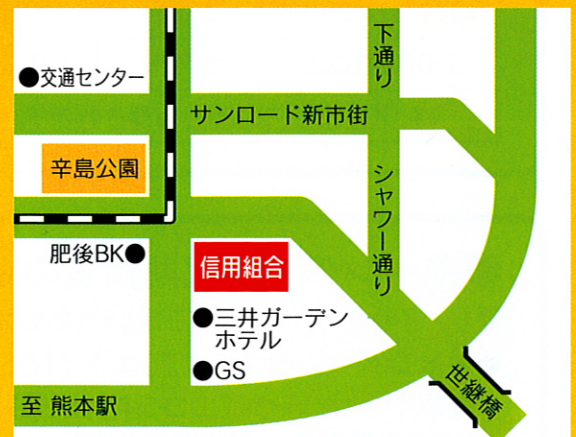 ●交通センター
下通り
サンロード新市街
辛島公園
シャワー通り
肥後BK●
信用組合
●三井ガーデン
ホテル
●GS
世継橋
至 熊本駅